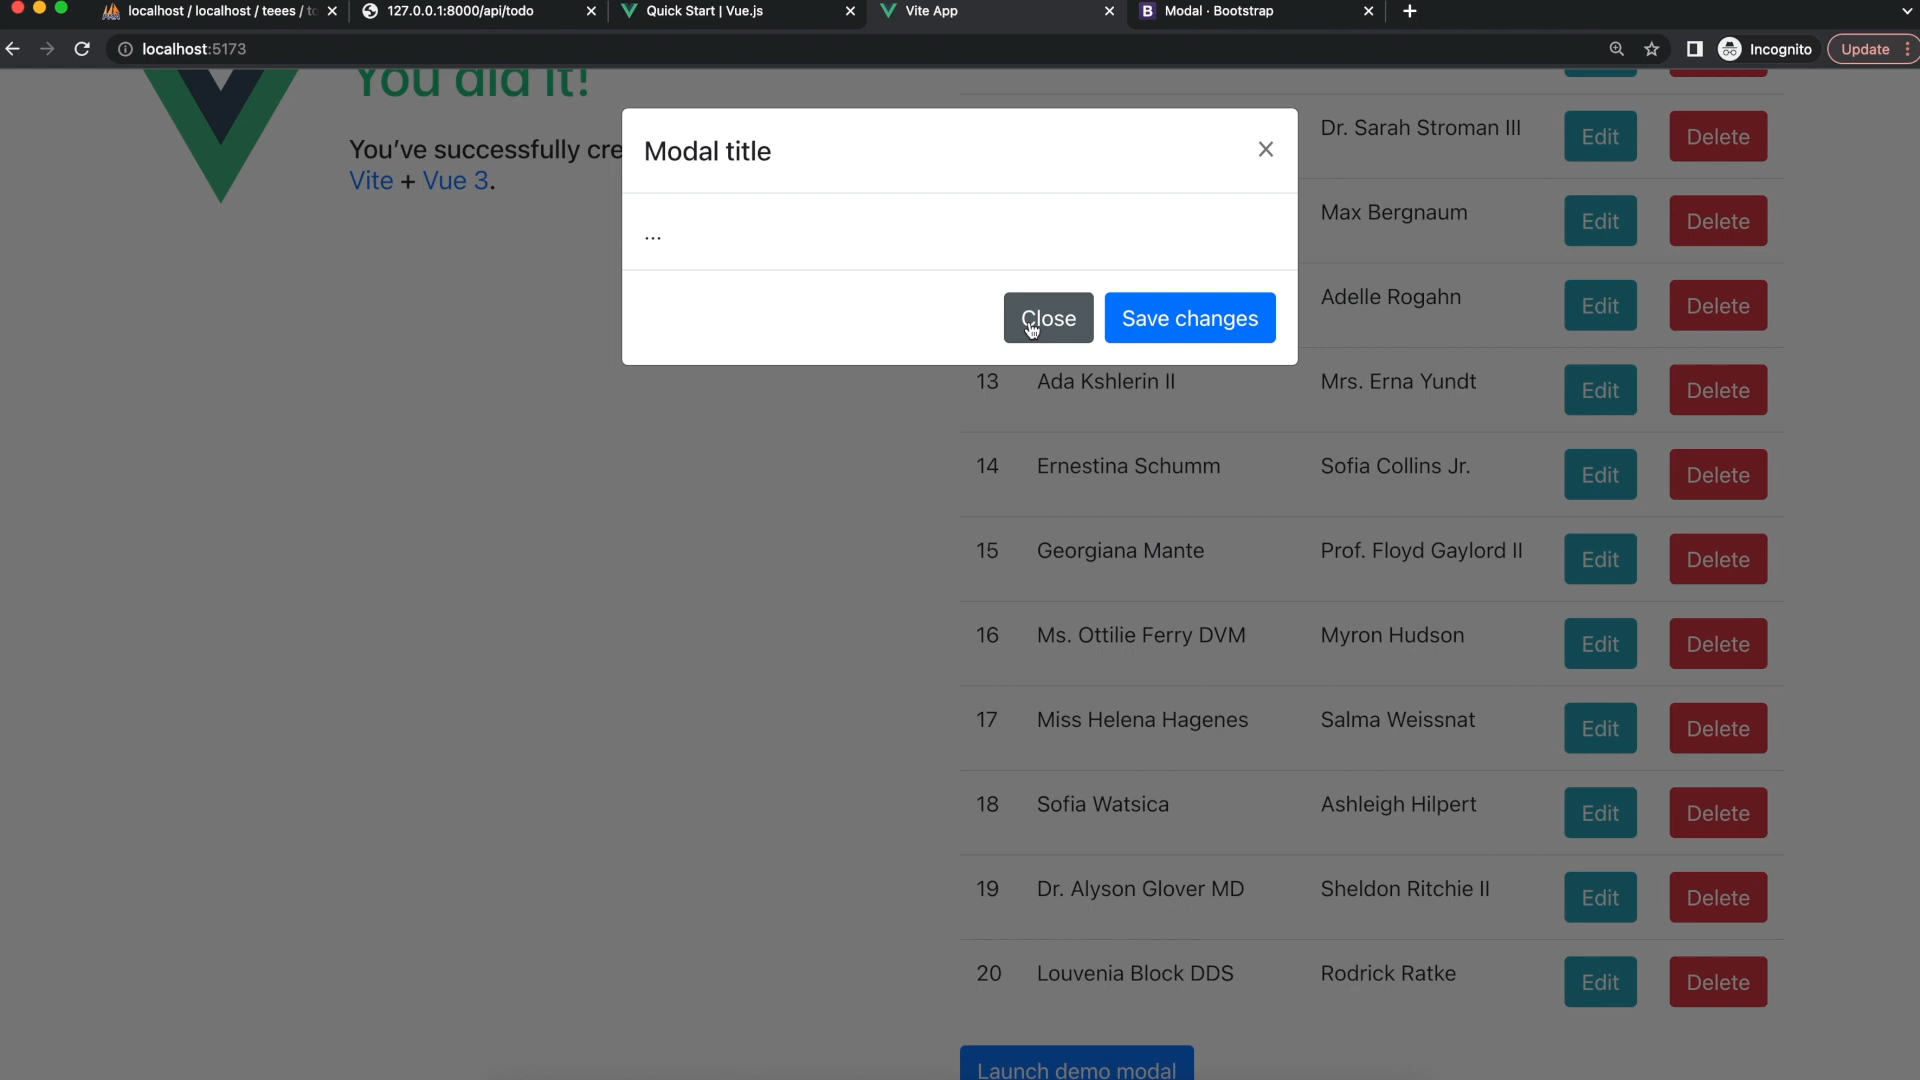 localhost / localhost / teees / to
127.0.0.1:8000/api/todo
Quick Start | Vue.js
Vite App
B Modal · Bootstrap
localhost:5173
Incognito
Update
You did it!
You've successfully cre
Vite + Vue 3.
Modal title
...
Close
Save changes
Dr. Sarah Stroman III Edit Delete
Max Bergnaum Edit Delete
Adelle Rogahn Edit Delete
13 Ada Kshlerin II Mrs. Erna Yundt Edit Delete
14 Ernestina Schumm Sofia Collins Jr. Edit Delete
15 Georgiana Mante Prof. Floyd Gaylord II Edit Delete
16 Ms. Ottilie Ferry DVM Myron Hudson Edit Delete
17 Miss Helena Hagenes Salma Weissnat Edit Delete
18 Sofia Watsica Ashleigh Hilpert Edit Delete
19 Dr. Alyson Glover MD Sheldon Ritchie II Edit Delete
20 Louvenia Block DDS Rodrick Ratke Edit Delete
Launch demo modal